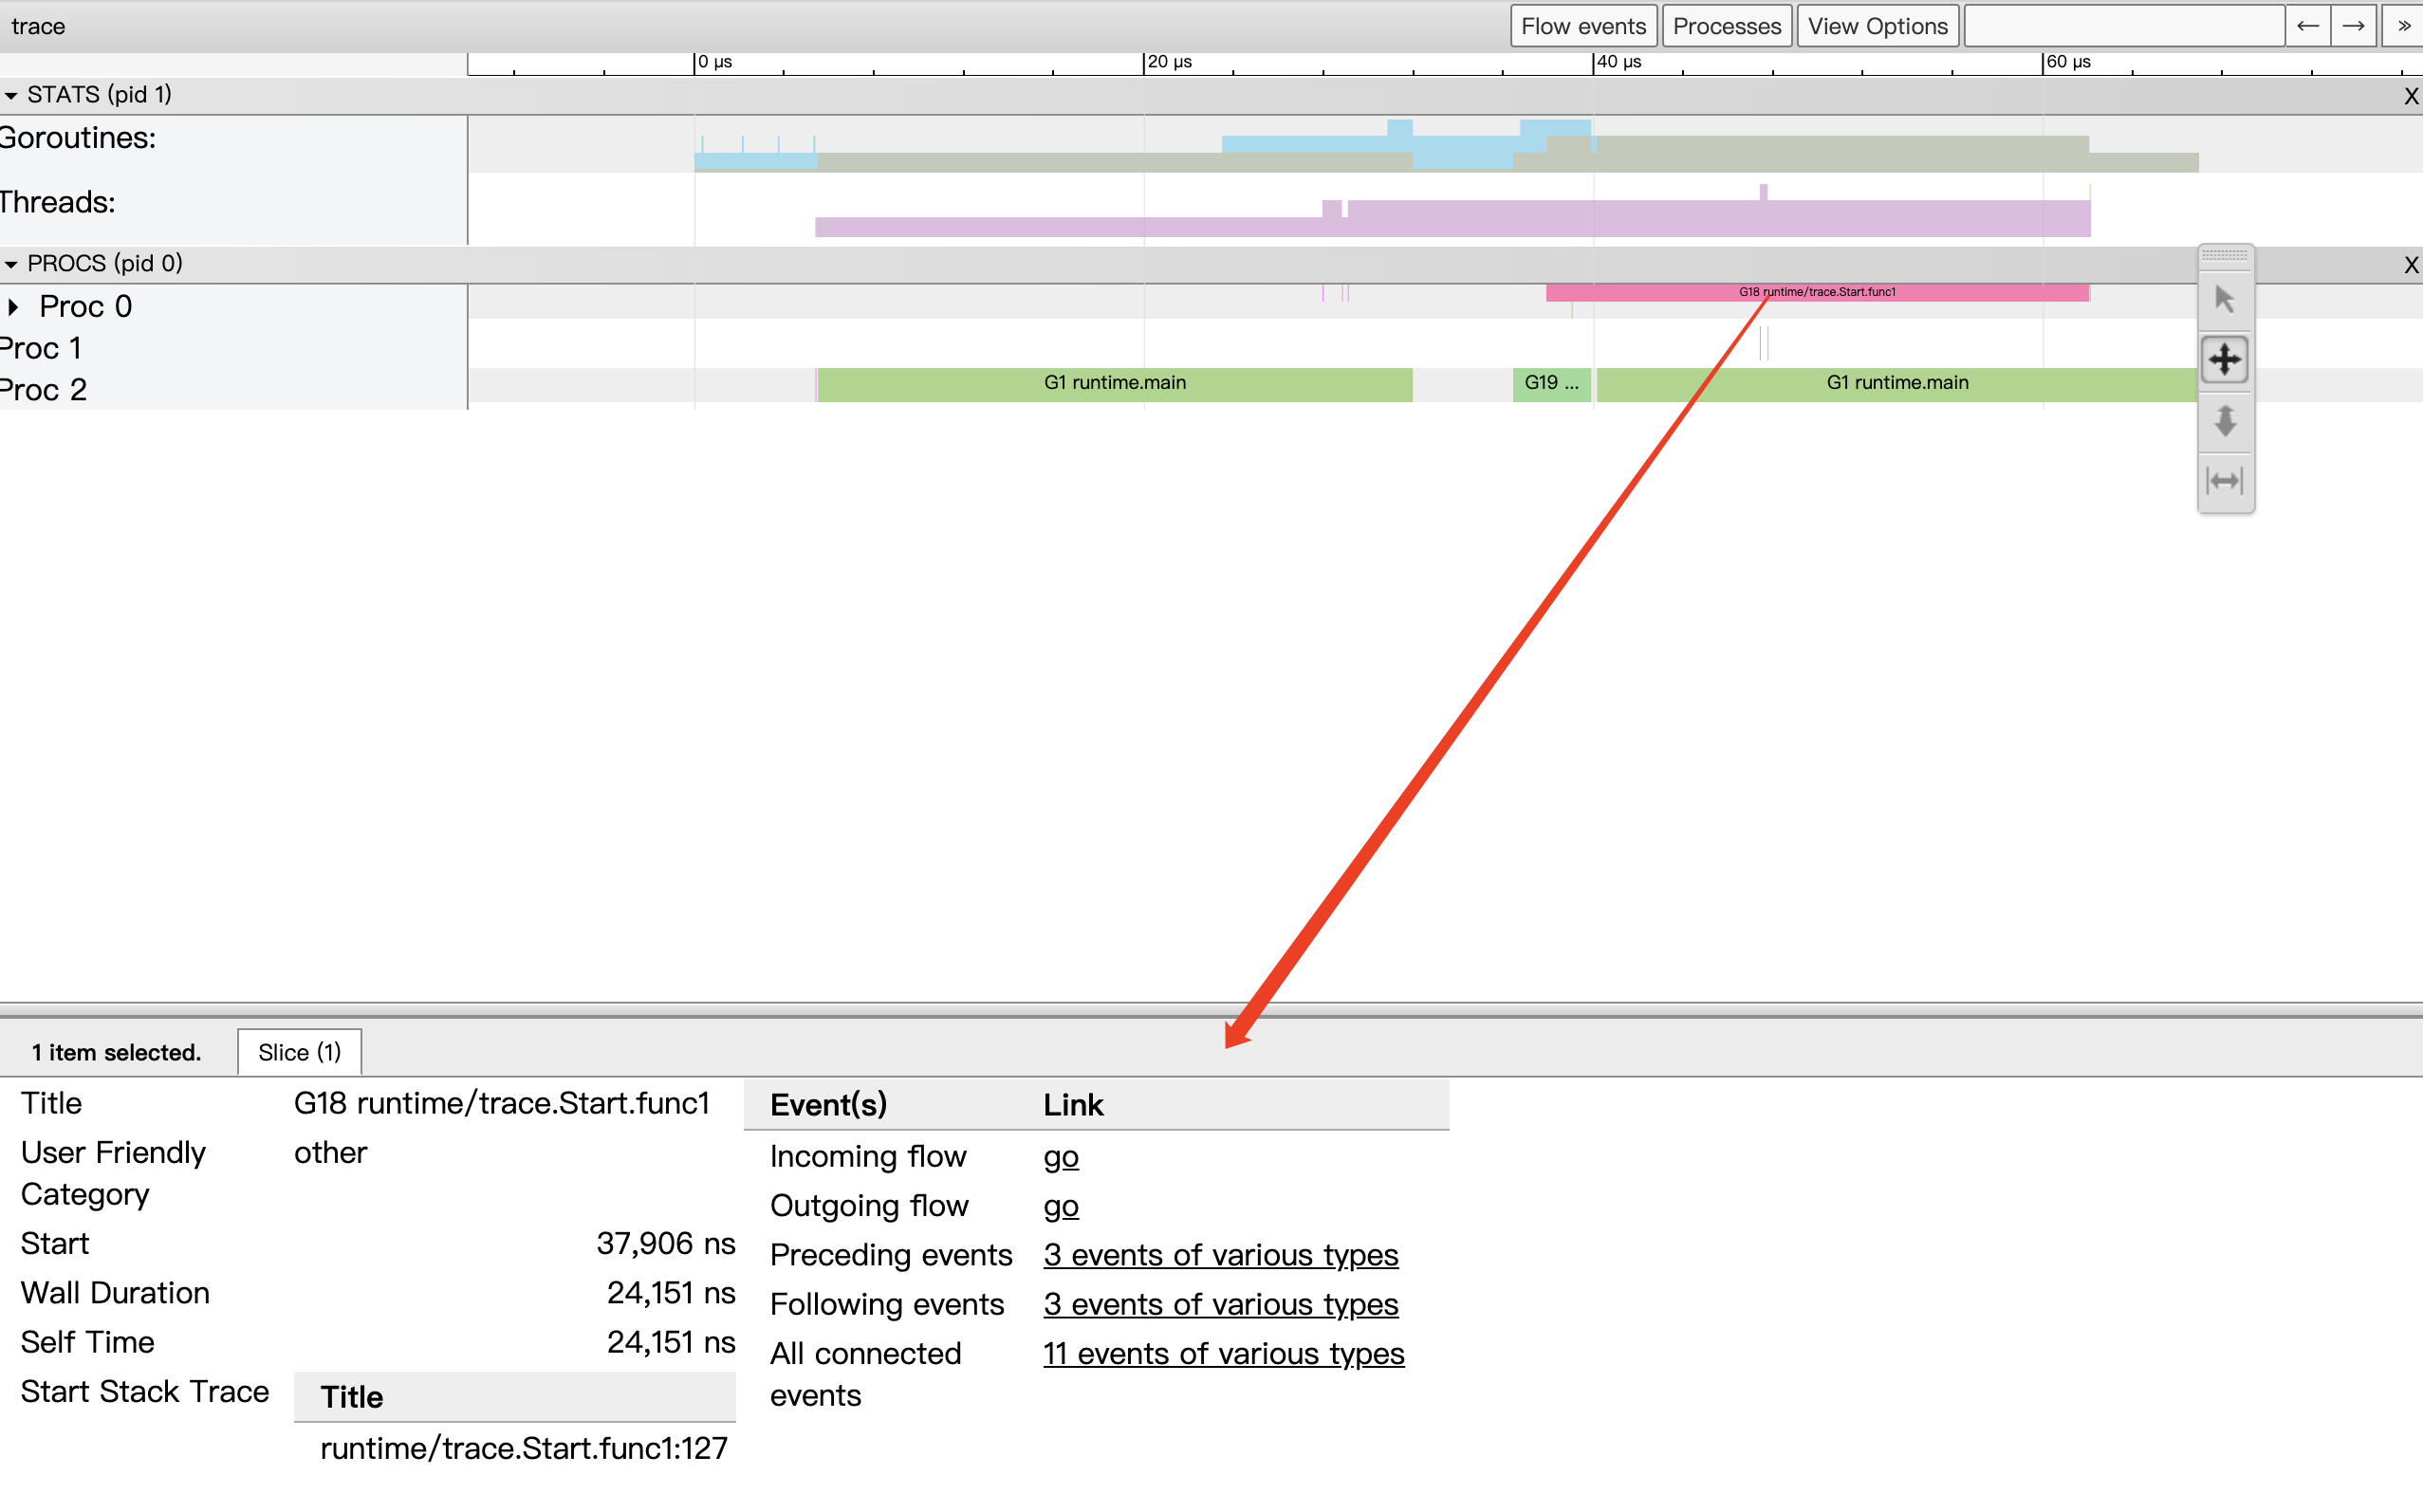 trace
Flow events Processes View Options ← → »
0 µs 20 µs 40 µs 60 µs
STATS (pid 1) X
Goroutines:
Threads:
PROCS (pid 0) X
Proc 0 G18 runtime/trace.Start.func1
Proc 1
Proc 2 G1 runtime.main G19 ... G1 runtime.main
1 item selected. Slice (1)
Title G18 runtime/trace.Start.func1
User Friendly Category other
Start 37,906 ns
Wall Duration 24,151 ns
Self Time 24,151 ns
Start Stack Trace Title
runtime/trace.Start.func1:127
Event(s) Link
Incoming flow go
Outgoing flow go
Preceding events 3 events of various types
Following events 3 events of various types
All connected events 11 events of various types